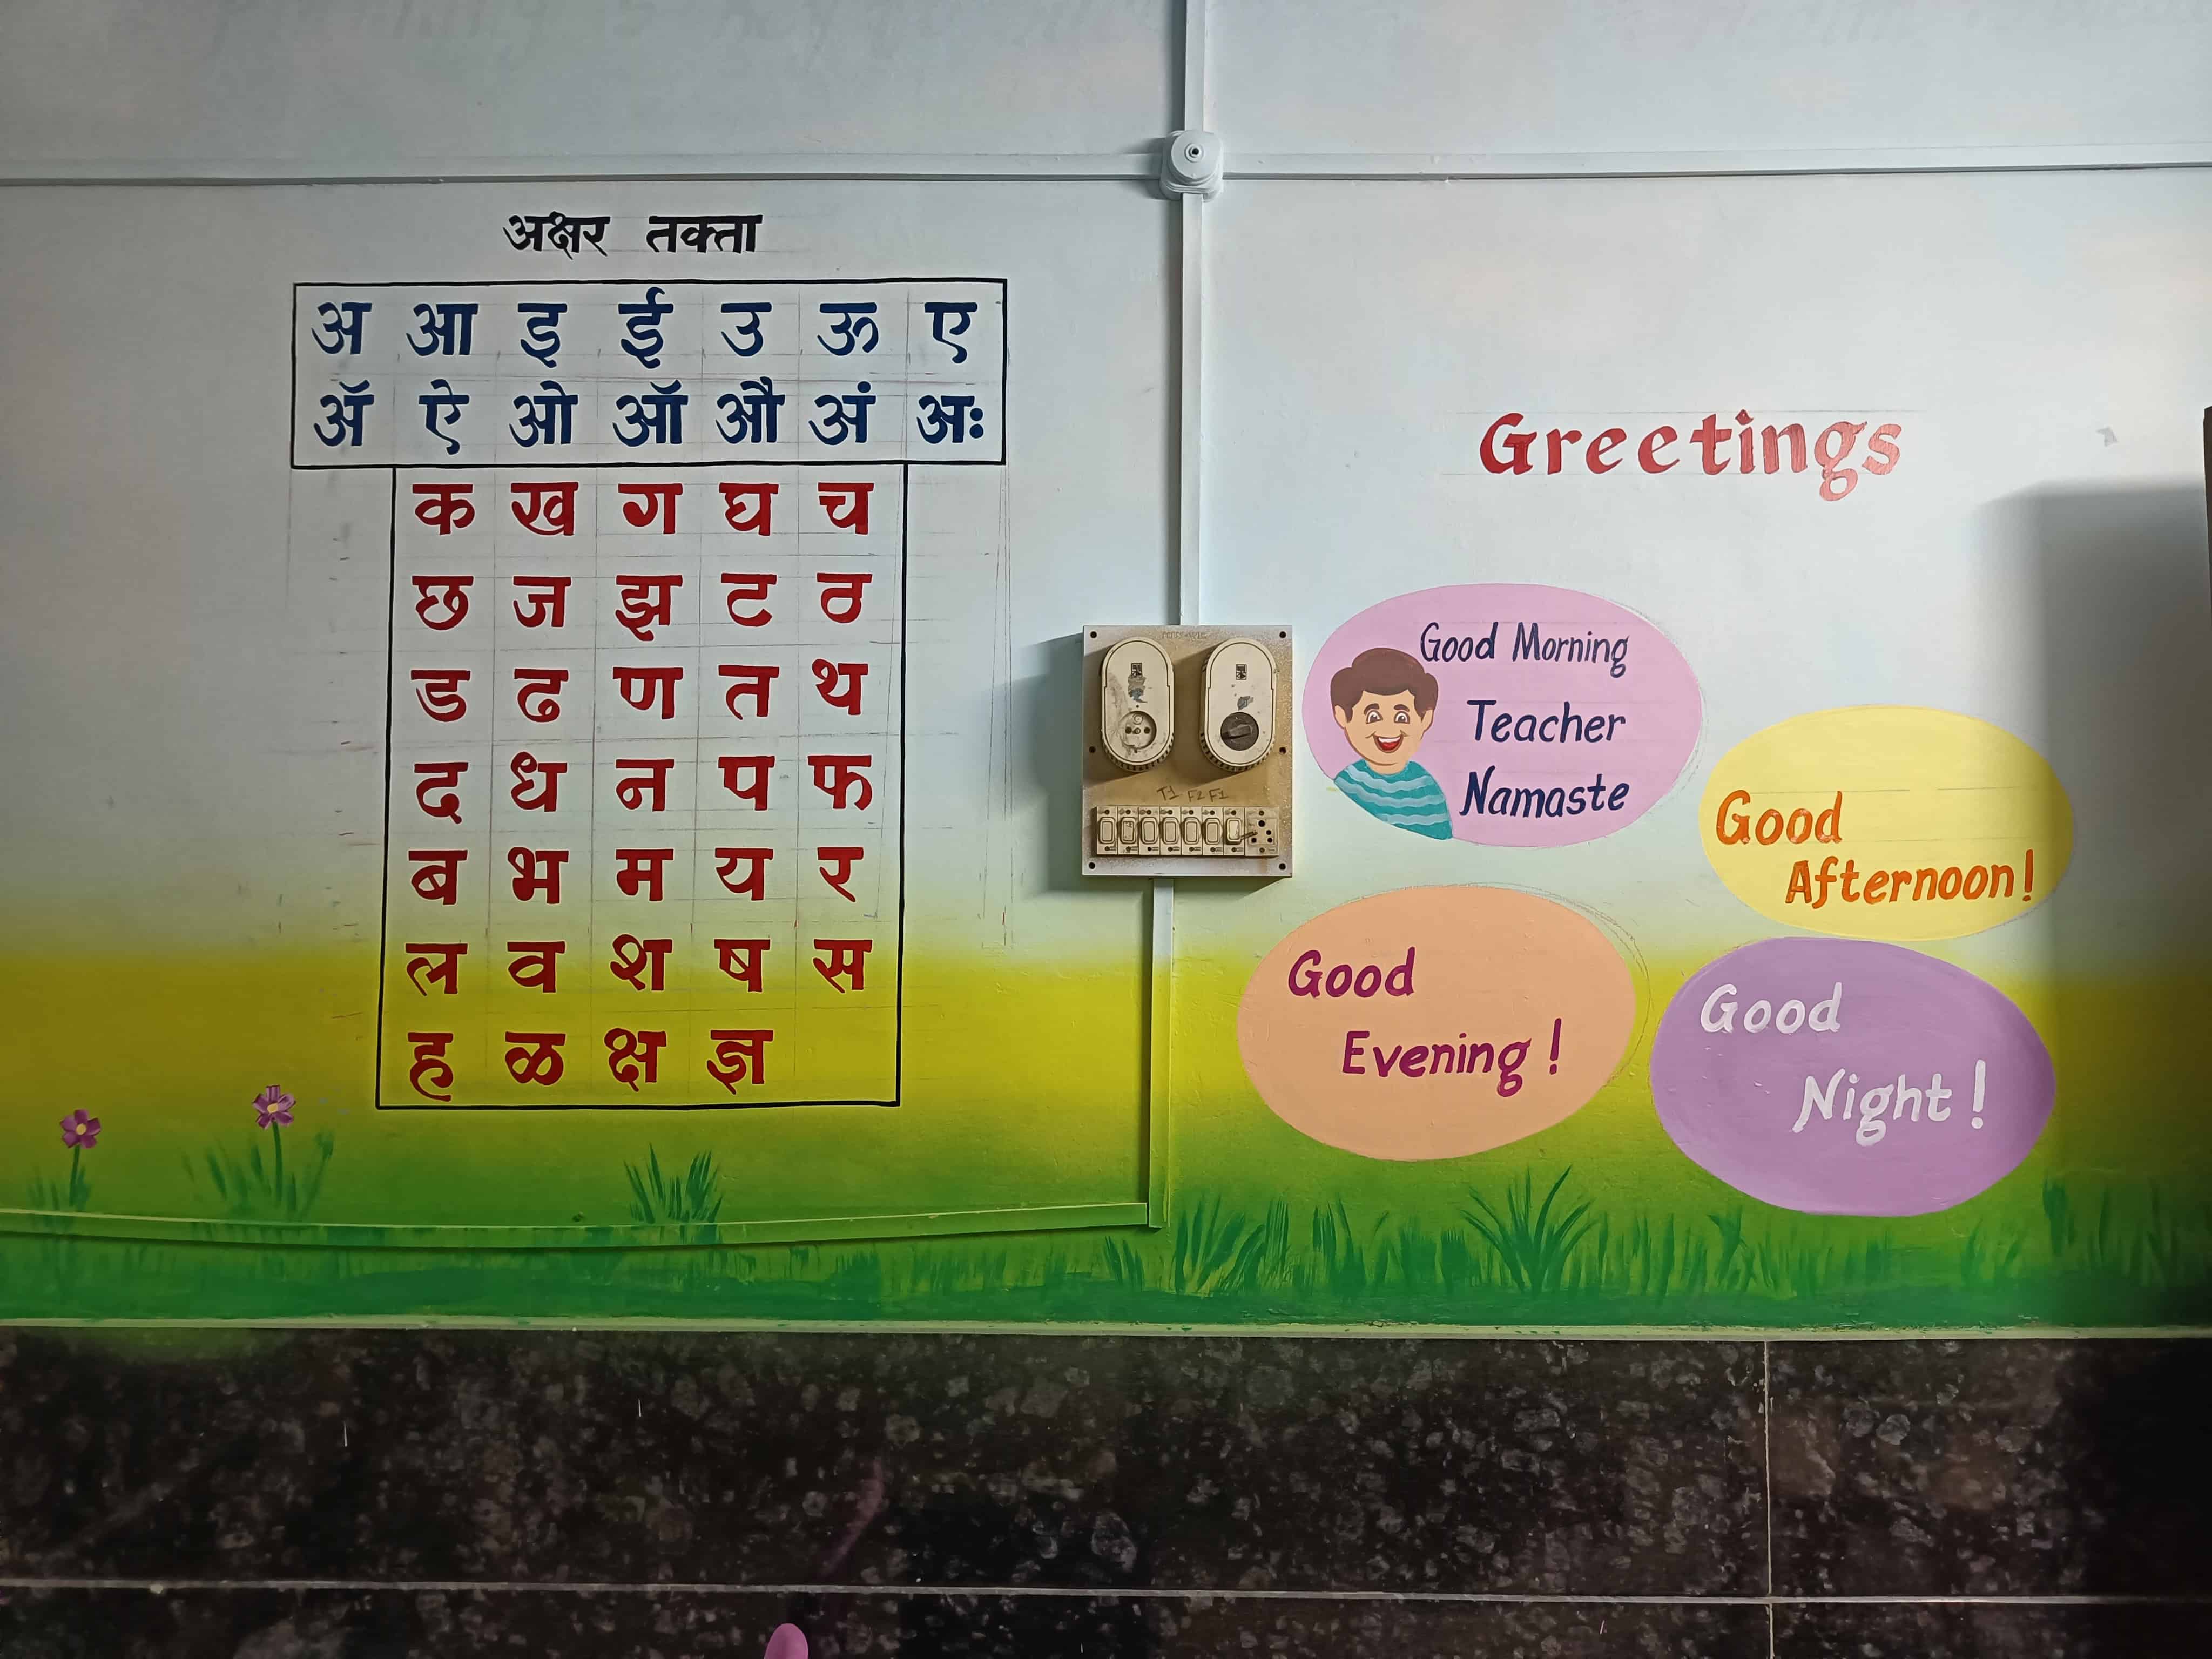 अक्षर तक्ता
अ आ इ ई उ ऊ ए
ॲ ऐ ओ ऑ औ अं अः
क ख ग घ च
छ ज झ ट ठ
ड ढ ण त थ
द ध न प फ
ब भ म य र
ल व श ष स
ह ळ क्ष ज्ञ
T1 F2 F1
Greetings
Good Morning
Teacher
Namaste
Good
Afternoon!
Good
Evening!
Good
Night!